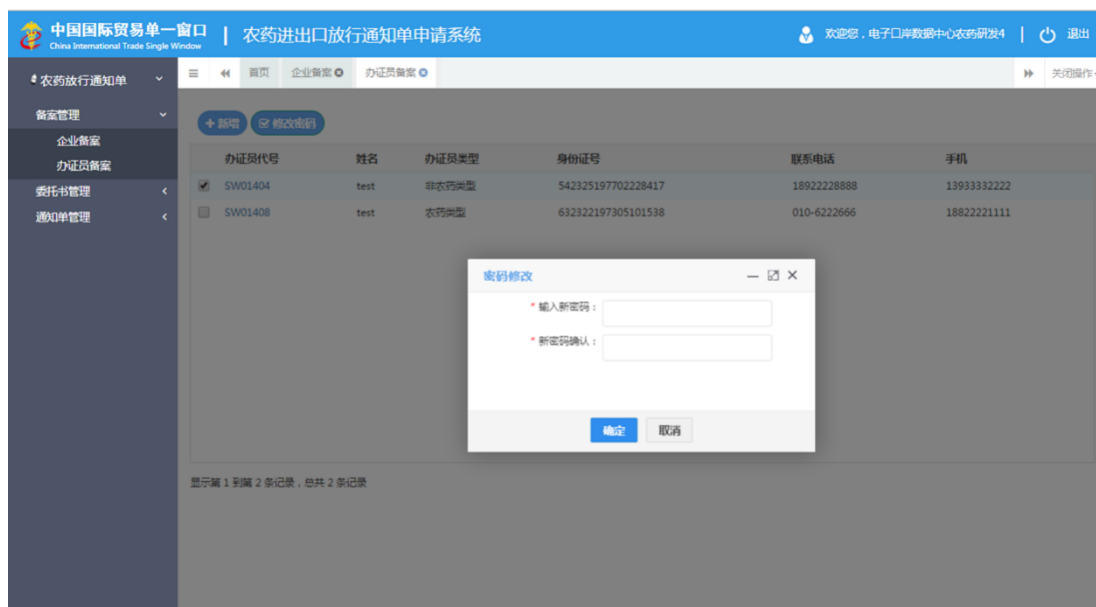 中国国际贸易单一窗口 | 农药进出口放行通知单申请系统 欢迎您，电子口岸数据中心农药研发4 | 退出
China International Trade Single Window
农药放行通知单 首页 企业备案 办证员备案 关闭操作
备案管理
企业备案
办证员备案
委托书管理
通知单管理
新增 修改密码
办证员代号 姓名 办证员类型 身份证号 联系电话 手机
SW01404 test 非农药类型 542325197702228417 18922228888 13933332222
SW01408 test 农药类型 632322197305101538 010-6222666 18822221111
密码修改
* 输入新密码：
* 新密码确认：
确定 取消
显示第 1 到第 2 条记录，总共 2 条记录